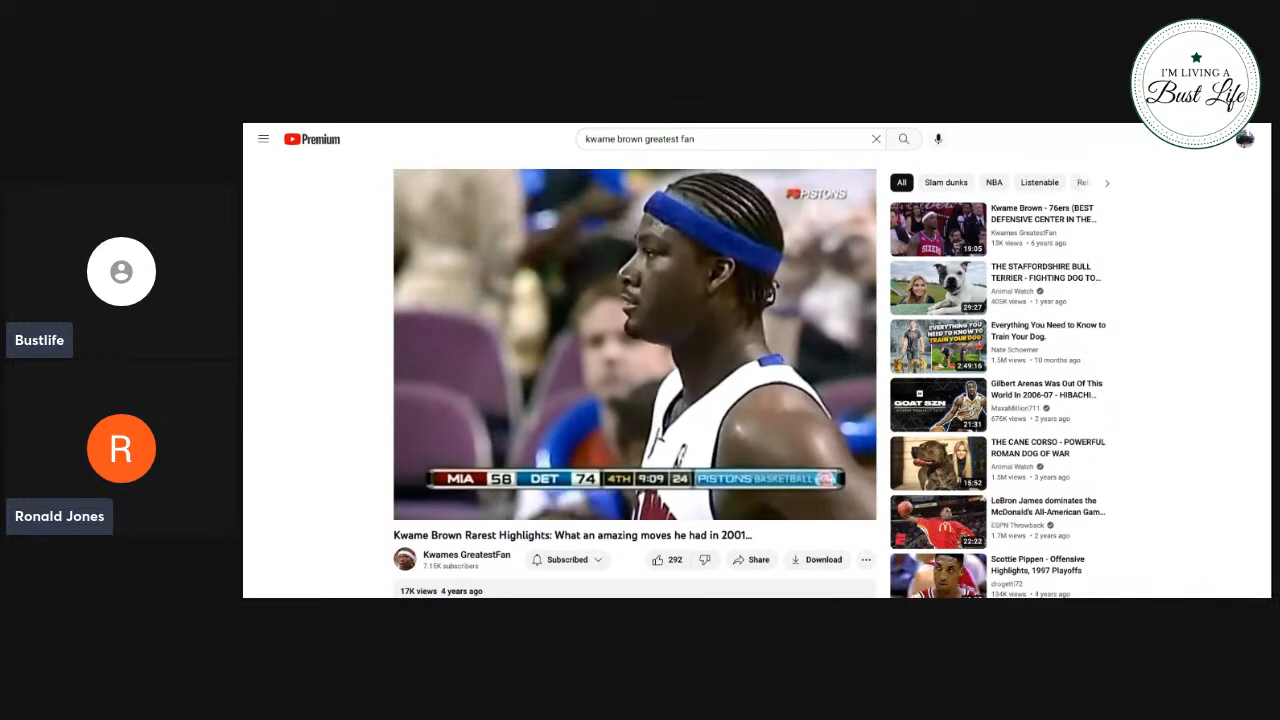 I'M LIVING A
Bust Life
Premium
kwame brown greatest fan
PISTONS
MIA 58 DET 74 4TH 9:09 24 PISTONS BASKETBALL
Kwame Brown Rarest Highlights: What an amazing moves he had in 2001...
Kwames GreatestFan
7.15K subscribers
Subscribed
292
Share
Download
17K views 4 years ago
All
Slam dunks
NBA
Listenable
Kwame Brown - 76ers (BEST
DEFENSIVE CENTER IN THE...
Kwames GreatestFan
13K views • 6 years ago
SIXERS
19:05
THE STAFFORDSHIRE BULL
TERRIER - FIGHTING DOG TO...
Animal Watch
405K views • 1 year ago
29:27
Everything You Need to Know to
Train Your Dog.
Nate Schoemer
1.5M views • 10 months ago
EVERYTHING YOU
NEED TO KNOW TO
TRAIN YOUR DOG.
2:49:16
Gilbert Arenas Was Out Of This
World In 2006-07 - HIBACHI...
MaxaMillion711
676K views • 2 years ago
GOAT SZN
21:31
THE CANE CORSO - POWERFUL
ROMAN DOG OF WAR
Animal Watch
1.5M views • 3 years ago
15:52
LeBron James dominates the
McDonald's All-American Gam...
ESPN Throwback
1.7M views • 2 years ago
22:22
Scottie Pippen - Offensive
Highlights, 1997 Playoffs
drogetti72
134K views • 4 years ago
Bustlife
R
Ronald Jones